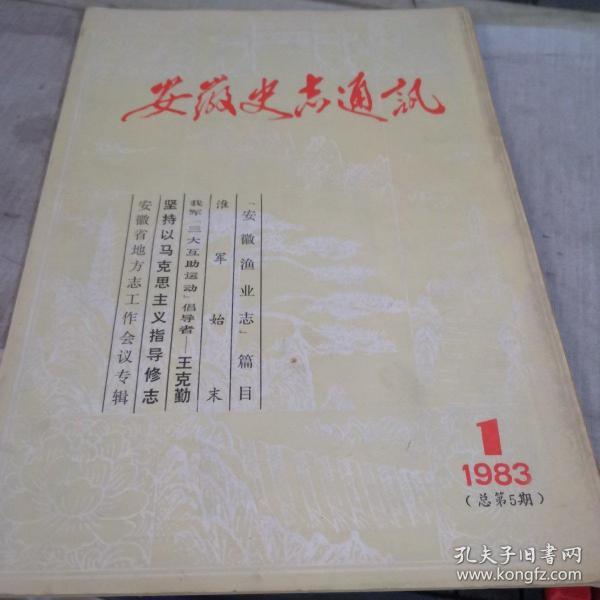 安徽史志通訊
「安徽渔业志」篇目
淮军始末
我军「三大互助运动」倡导者—王克勤
坚持以马克思主义指导修志
安徽省地方志工作会议专辑
1
1983
(总第5期)
孔夫子旧书网
www.kongfz.com